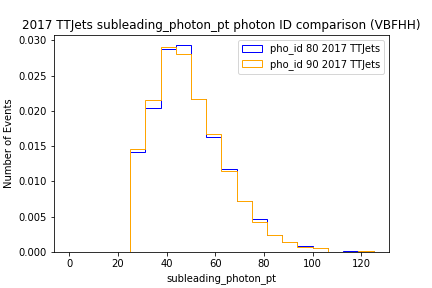 2017 TTJets subleading_photon_pt photon ID comparison (VBFHH)
pho_id 80 2017 TTJets
pho_id 90 2017 TTJets
Number of Events
0.030
0.025
0.020
0.015
0.010
0.005
0.000
0 20 40 60 80 100 120
subleading_photon_pt